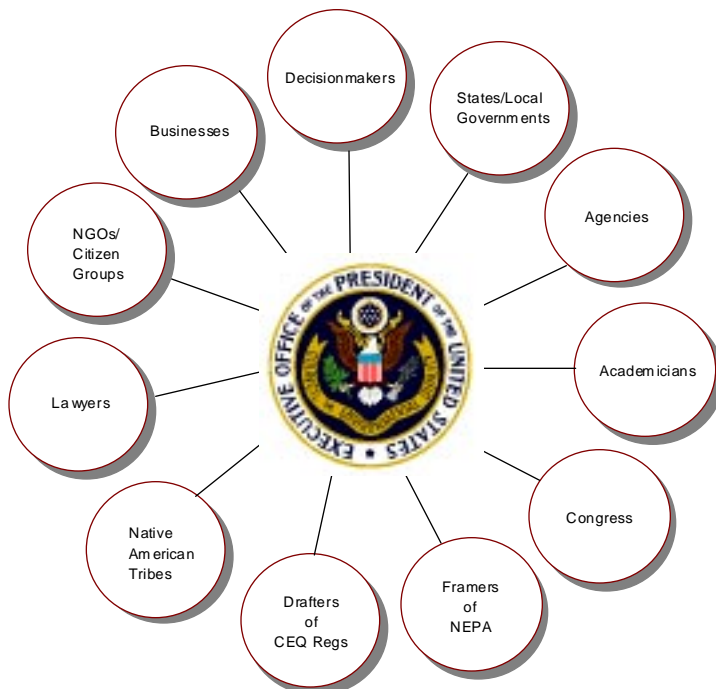 Decisionmakers
States/Local
Governments
Agencies
Academicians
Congress
Framers
of
NEPA
Drafters
of
CEQ Regs
Native
American
Tribes
Lawyers
NGOs/
Citizen
Groups
Businesses
EXECUTIVE OFFICE OF THE PRESIDENT OF THE UNITED STATES